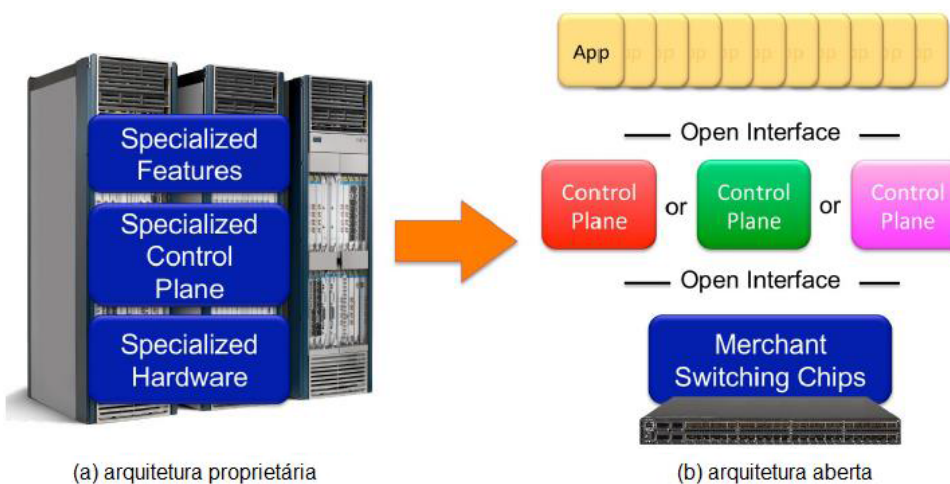 Specialized
Features
Specialized
Control
Plane
Specialized
Hardware
(a) arquitetura proprietária
App
Open Interface
Control
Plane
or
Control
Plane
or
Control
Plane
Open Interface
Merchant
Switching Chips
(b) arquitetura aberta